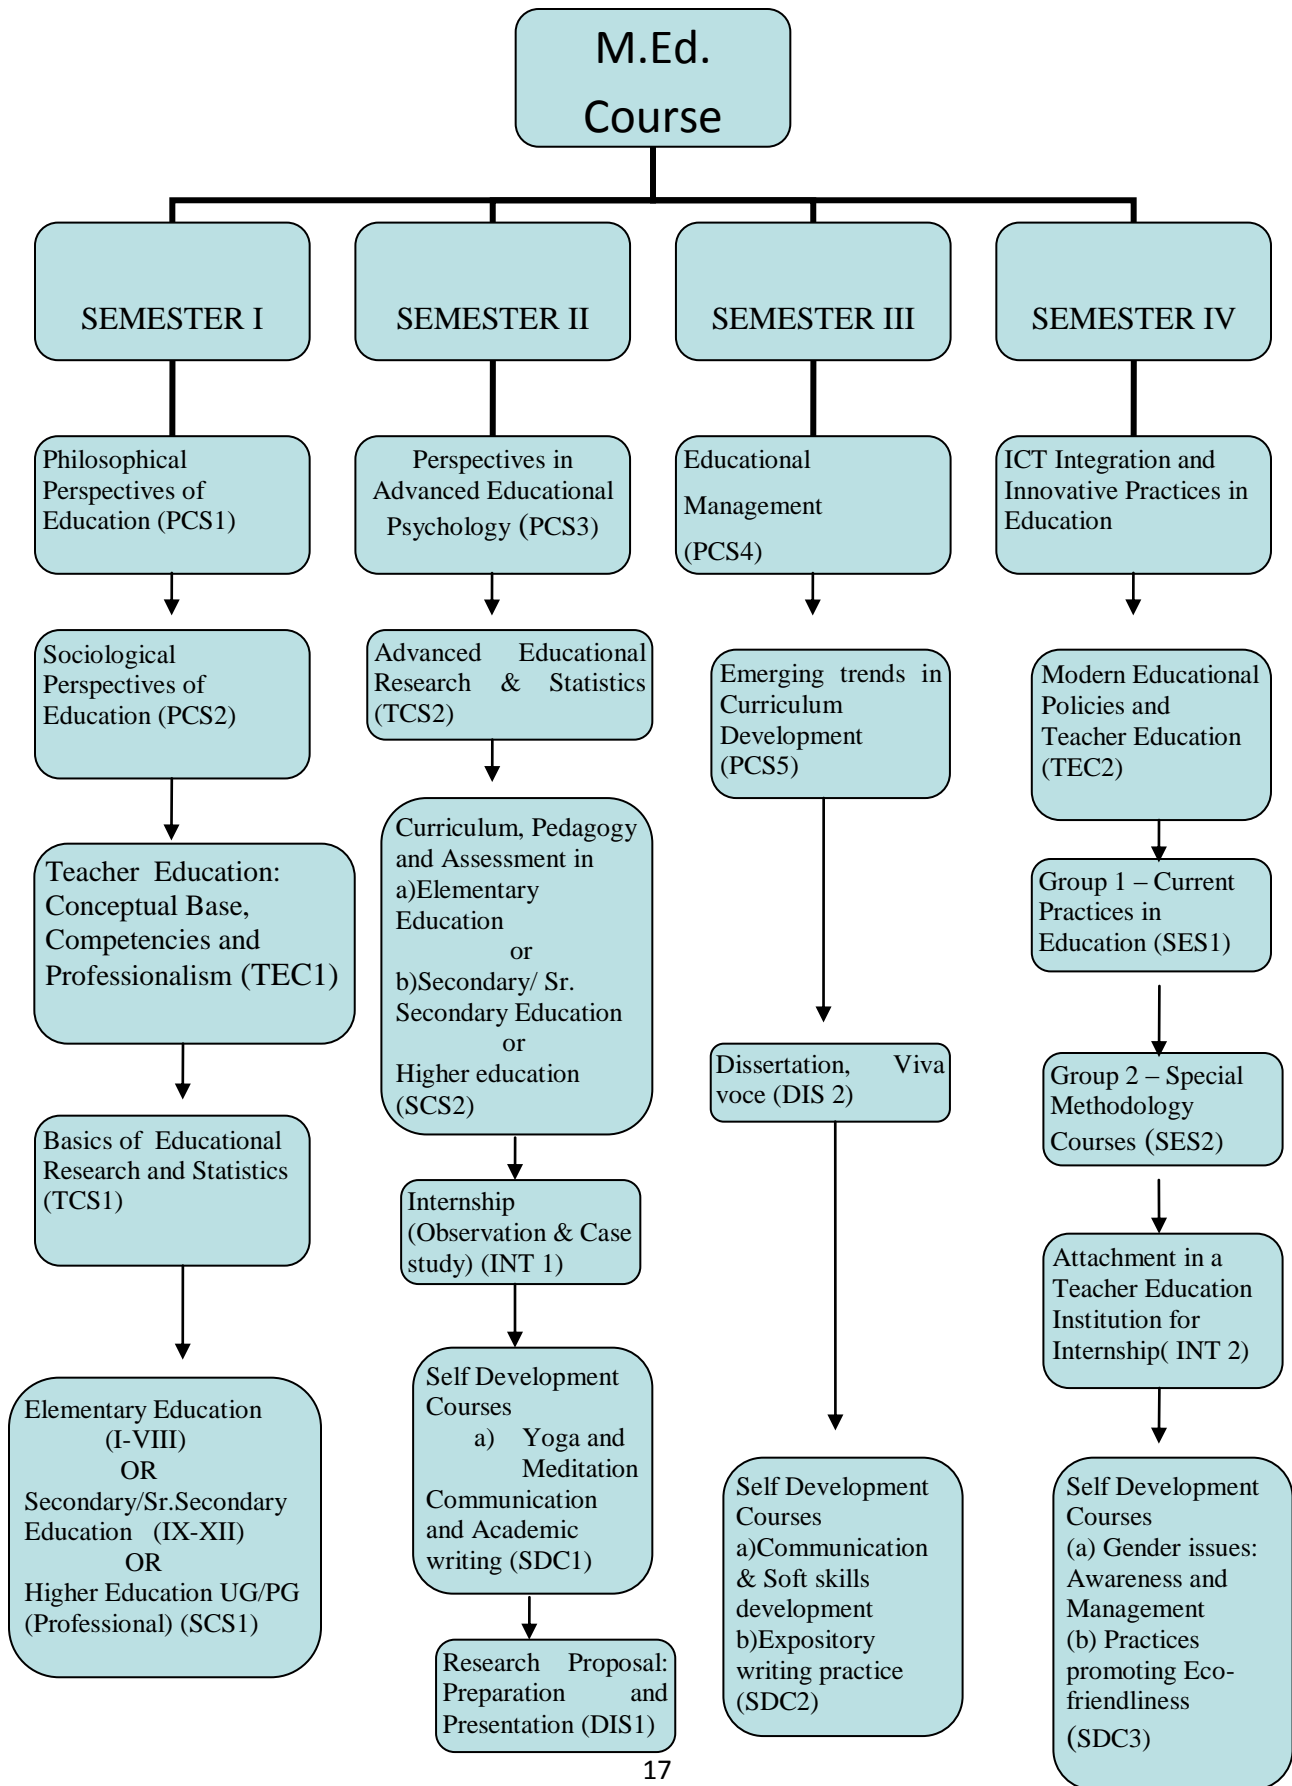 M.Ed.
Course
SEMESTER I
SEMESTER II
SEMESTER III
SEMESTER IV
Philosophical
Perspectives of
Education (PCS1)
Sociological
Perspectives of
Education (PCS2)
Teacher Education:
Conceptual Base,
Competencies and
Professionalism (TEC1)
Basics of Educational
Research and Statistics
(TCS1)
Elementary Education
(I-VIII)
OR
Secondary/Sr.Secondary
Education (IX-XII)
OR
Higher Education UG/PG
(Professional) (SCS1)
Perspectives in
Advanced Educational
Psychology (PCS3)
Advanced Educational
Research & Statistics
(TCS2)
Curriculum, Pedagogy
and Assessment in
a)Elementary
Education
or
b)Secondary/ Sr.
Secondary Education
or
Higher education
(SCS2)
Internship
(Observation & Case
study) (INT 1)
Self Development
Courses
a) Yoga and
Meditation
Communication
and Academic
writing (SDC1)
Research Proposal:
Preparation and
Presentation (DIS1)
Educational
Management
(PCS4)
Emerging trends in
Curriculum
Development
(PCS5)
Dissertation, Viva
voce (DIS 2)
Self Development
Courses
a)Communication
& Soft skills
development
b)Expository
writing practice
(SDC2)
ICT Integration and
Innovative Practices in
Education
Modern Educational
Policies and
Teacher Education
(TEC2)
Group 1 – Current
Practices in
Education (SES1)
Group 2 – Special
Methodology
Courses (SES2)
Attachment in a
Teacher Education
Institution for
Internship( INT 2)
Self Development
Courses
(a) Gender issues:
Awareness and
Management
(b) Practices
promoting Eco-
friendliness
(SDC3)
17